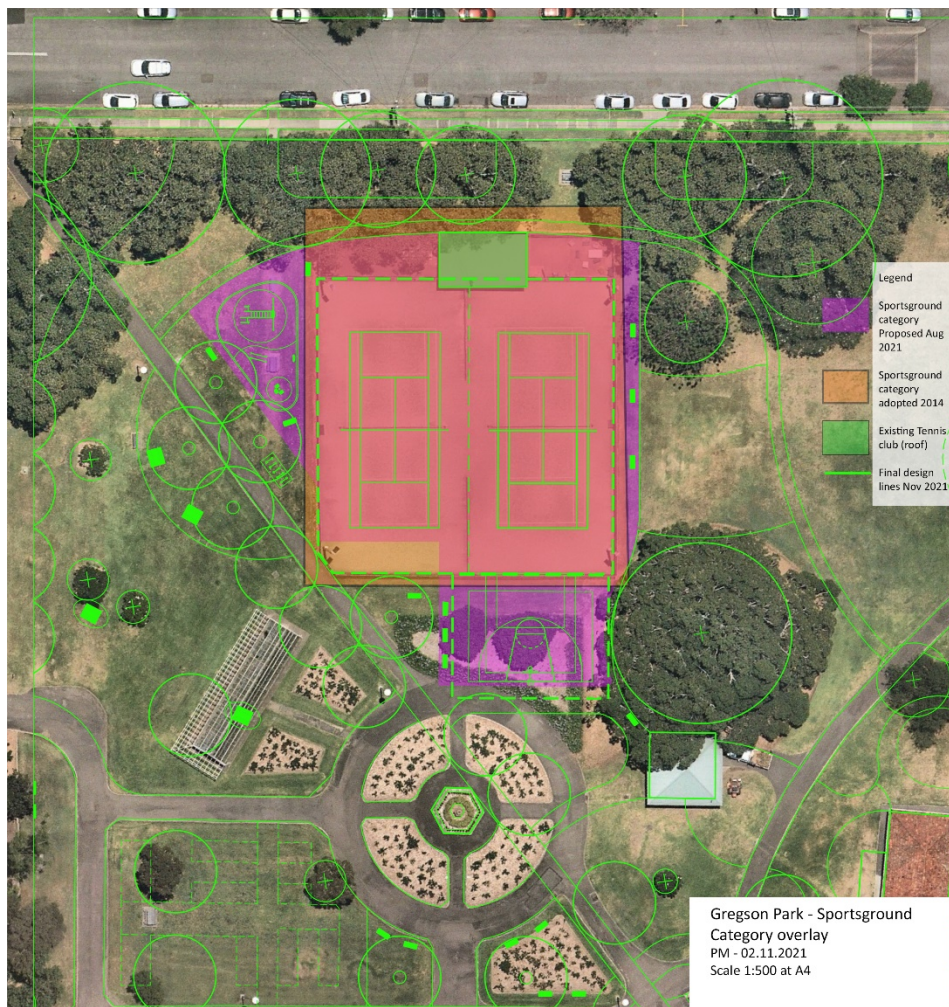 Legend
Sportsground
category
Proposed Aug
2021
Sportsground
category
adopted 2014
Existing Tennis
club (roof)
Final design
lines Nov 2021
Gregson Park - Sportsground
Category overlay
PM - 02.11.2021
Scale 1:500 at A4